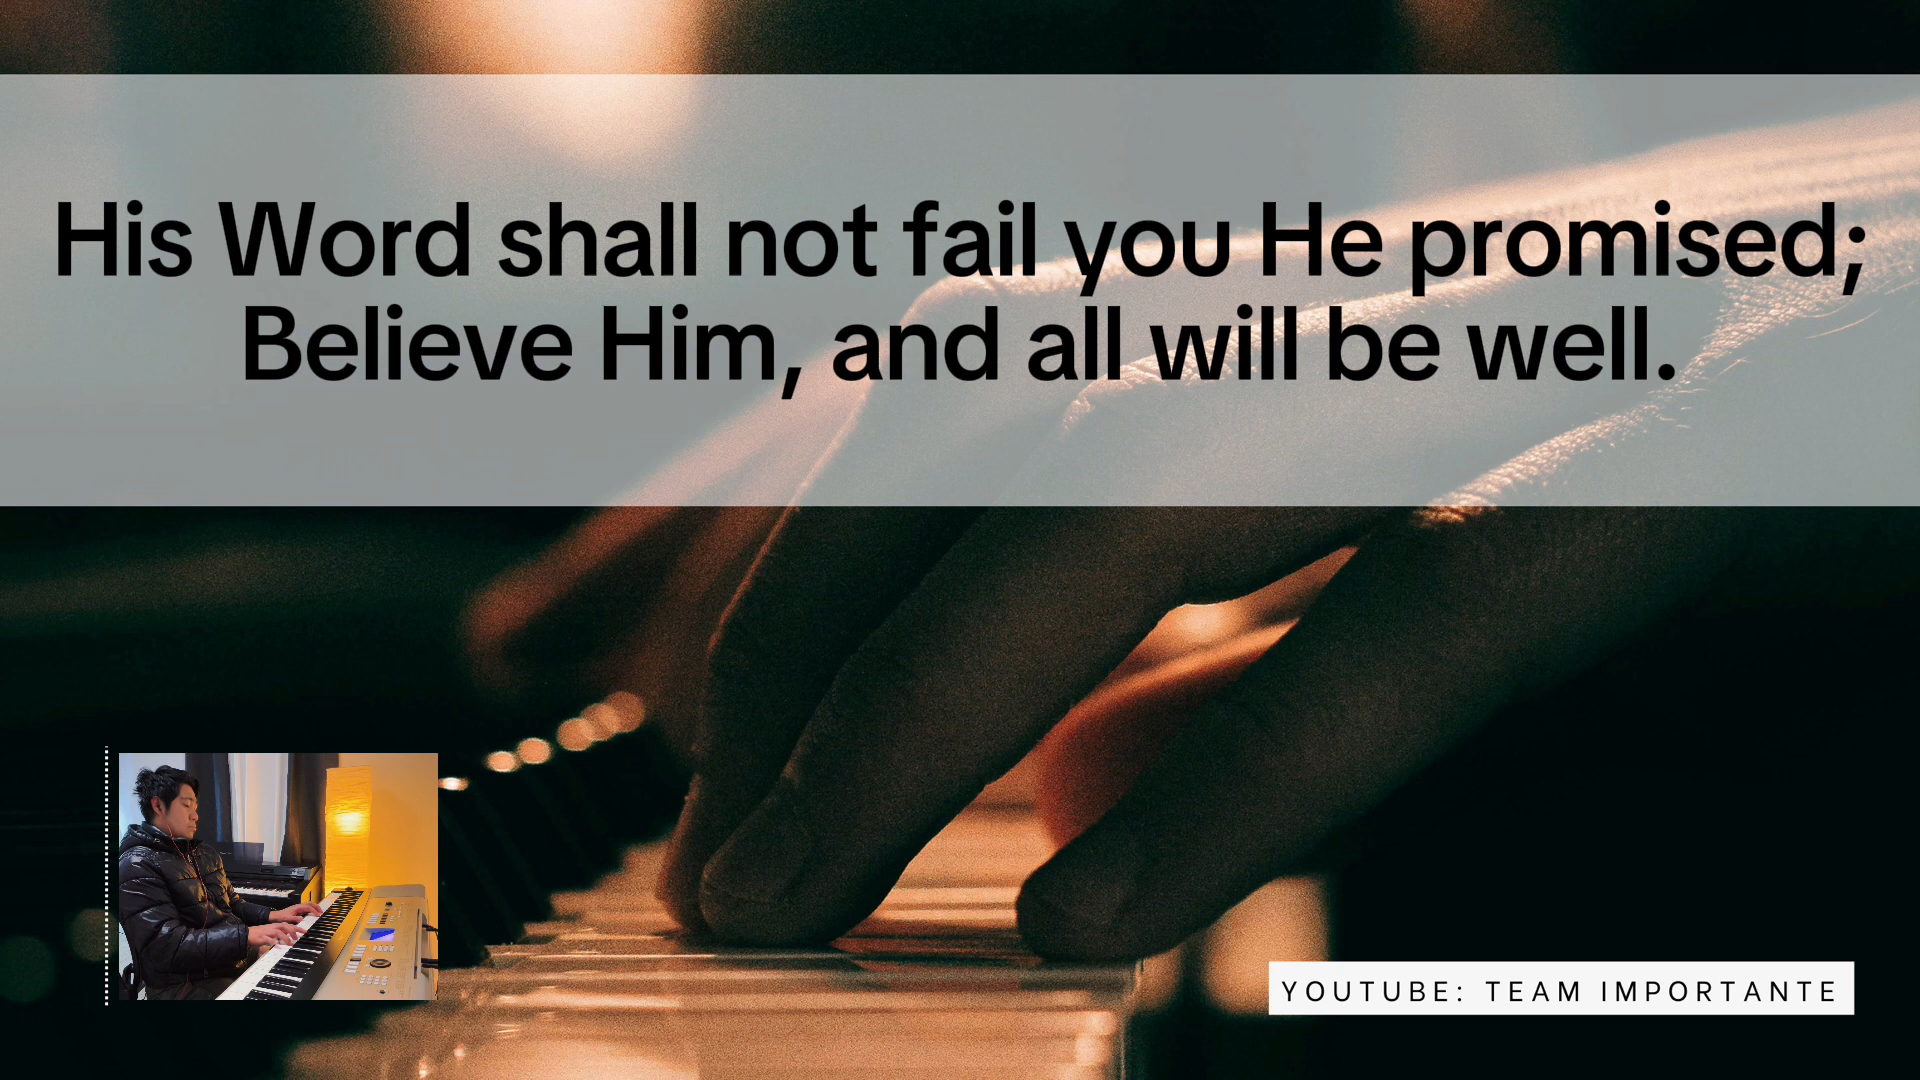 His Word shall not fail you He promised;
Believe Him, and all will be well.
YOUTUBE: TEAM IMPORTANTE